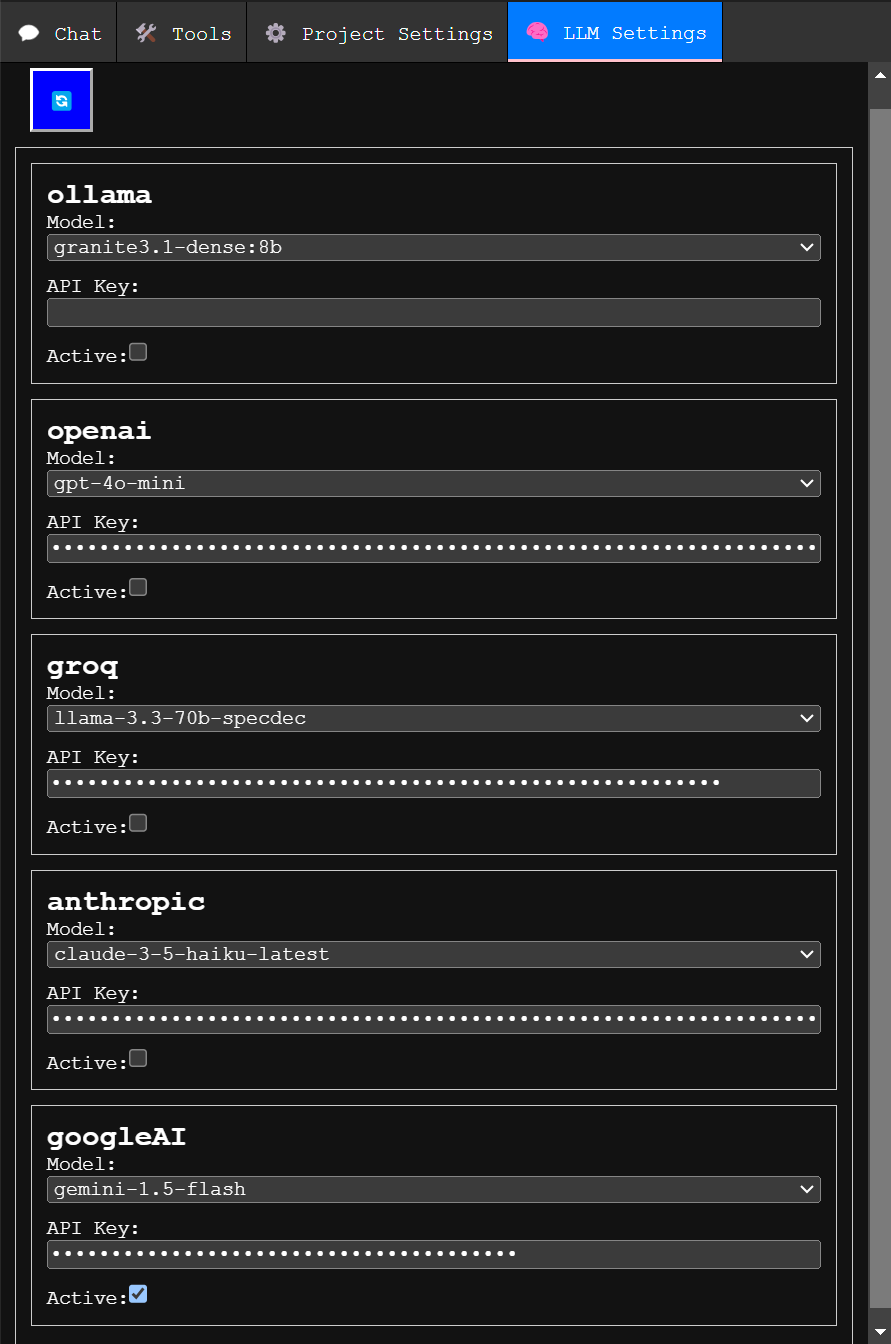 Chat
Tools
Project Settings
LLM Settings
ollama
Model:
granite3.1-dense:8b
API Key:
Active:
openai
Model:
gpt-4o-mini
API Key:
Active:
groq
Model:
llama-3.3-70b-specdec
API Key:
Active:
anthropic
Model:
claude-3-5-haiku-latest
API Key:
Active:
googleAI
Model:
gemini-1.5-flash
API Key:
Active: